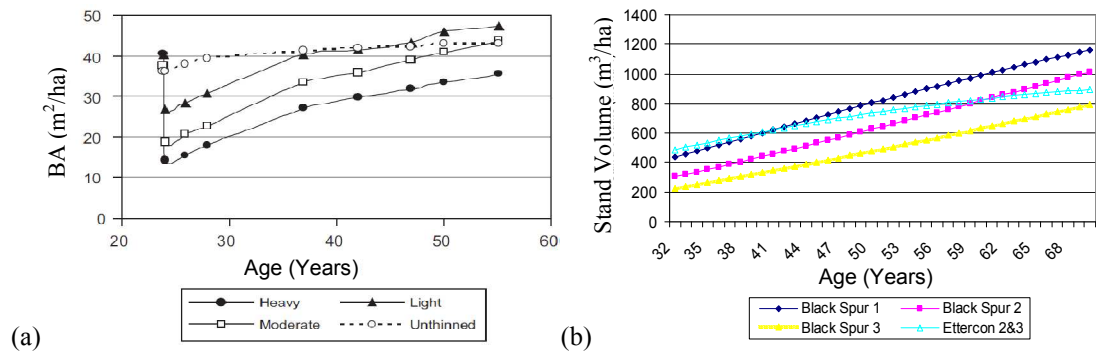 50
40
30
20
10
0
BA (m²/ha)
20 30 40 50 60
Age (Years)
Heavy Light
Moderate Unthinned
(a)
1400
1200
1000
800
600
400
200
0
Stand Volume (m³/ha)
32 35 38 41 44 47 50 53 56 59 62 65 68
Age (Years)
Black Spur 1 Black Spur 2
Black Spur 3 Ettercon 2&3
(b)